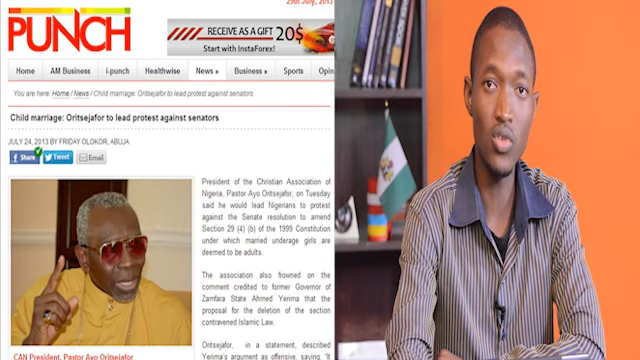 25th July, 2013
PUNCH
RECEIVE AS A GIFT 20$
Start with InstaForex!
Home AM Business i-punch Healthwise News » Business » Sports Opin
You are here: Home / News / Child marriage: Oritsejafor to lead protest against senators
Child marriage: Oritsejafor to lead protest against senators
JULY 24, 2013 BY FRIDAY OLOKOR, ABUJA
Share Tweet Email
President of the Christian Association of
Nigeria, Pastor Ayo Oritsejafor, on Tuesday
said he would lead Nigerians to protest
against the Senate resolution to amend
Section 29 (4) (b) of the 1999 Constitution
under which married underage girls are
deemed to be adults.
The association also frowned on the
comment credited to former Governor of
Zamfara State Ahmed Yerima that the
proposal for the deletion of the section
contravened Islamic Law.
Oritsejafor, in a statement, described
Yerima's argument as offensive, saying, "It
CAN President, Pastor Ayo Oritsejafor